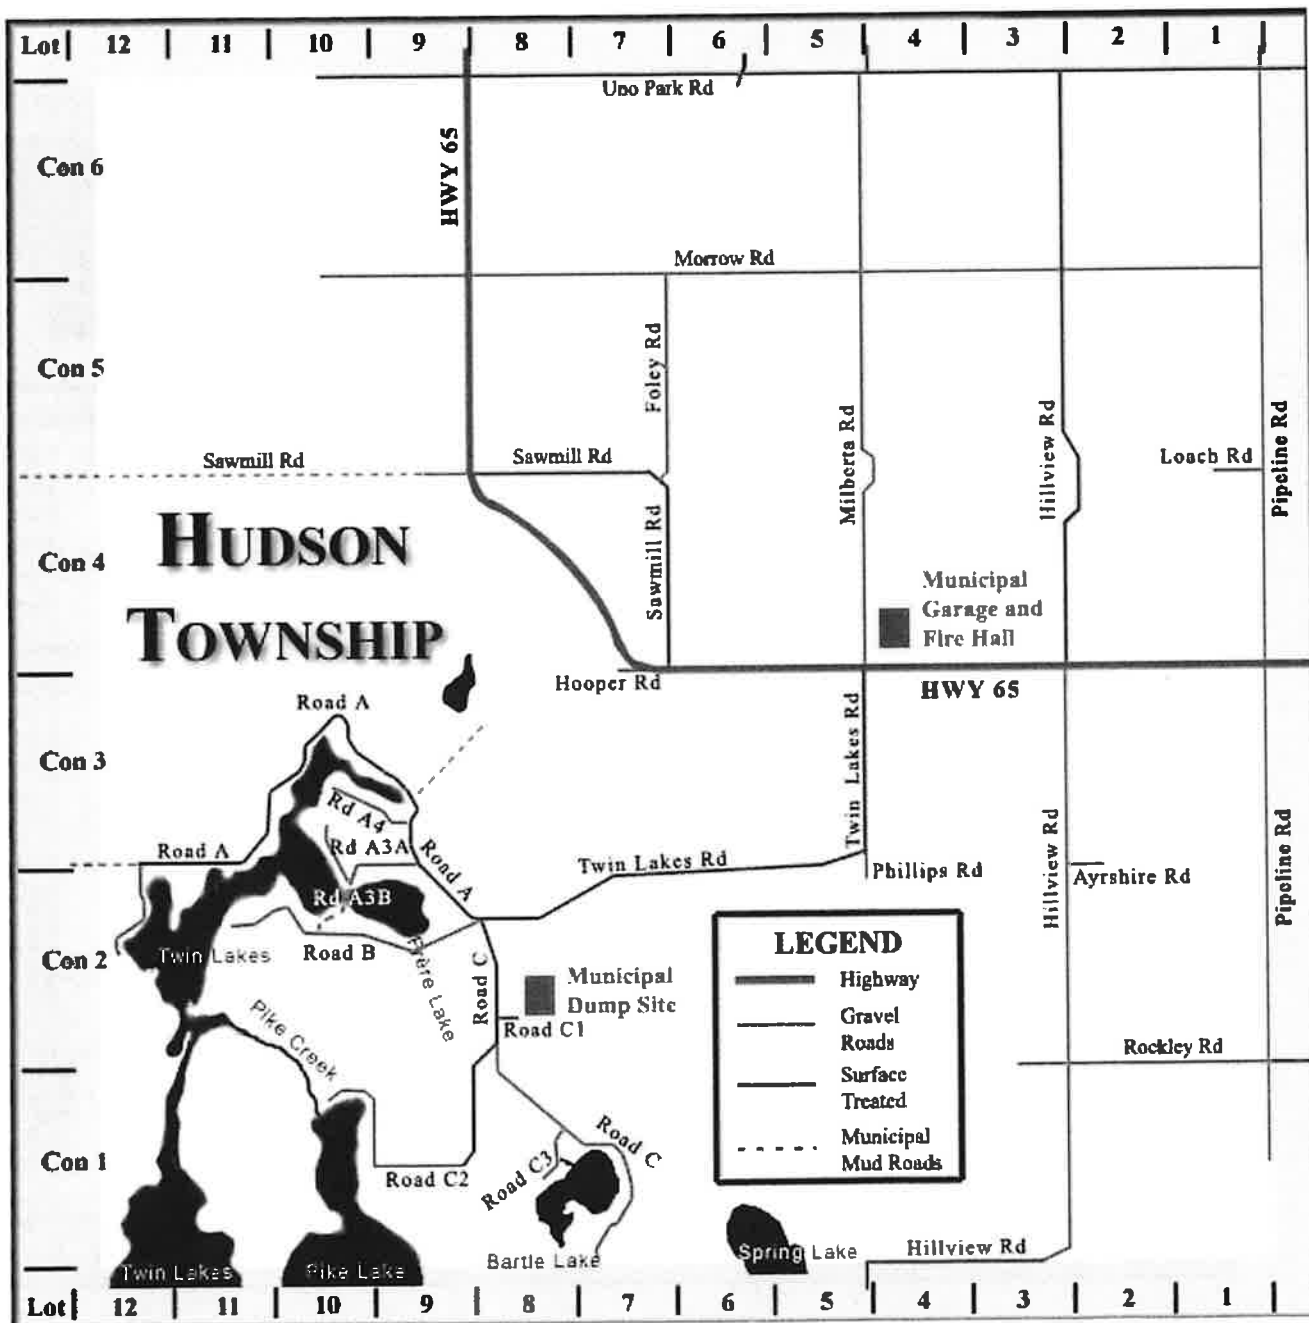 Lot 12 11 10 9 8 7 6 5 4 3 2 1
Uno Park Rd
HWY 65
Con 6
Morrow Rd
Foley Rd
Con 5
Milberta Rd
Hillview Rd
Pipeline Rd
Sawmill Rd
Sawmill Rd
Loach Rd
HUDSON
TOWNSHIP
Con 4
Sawmill Rd
Municipal
Garage and
Fire Hall
Hooper Rd
HWY 65
Road A
Con 3
Twin Lakes Rd
Rd A4
Rd A3A
Road A
Road A
Twin Lakes Rd
Phillips Rd
Hillview Rd
Ayrshire Rd
Pipeline Rd
Rd A3B
Con 2
Twin Lakes
Road B
Frère Lake
Road C
Municipal
Dump Site
Road C1
Pike Creek
LEGEND
Highway
Gravel
Roads
Surface
Treated
Municipal
Mud Roads
Rockley Rd
Con 1
Road C2
Road C3
Road C
Twin Lakes
Pike Lake
Bartle Lake
Spring Lake
Hillview Rd
Lot 12 11 10 9 8 7 6 5 4 3 2 1